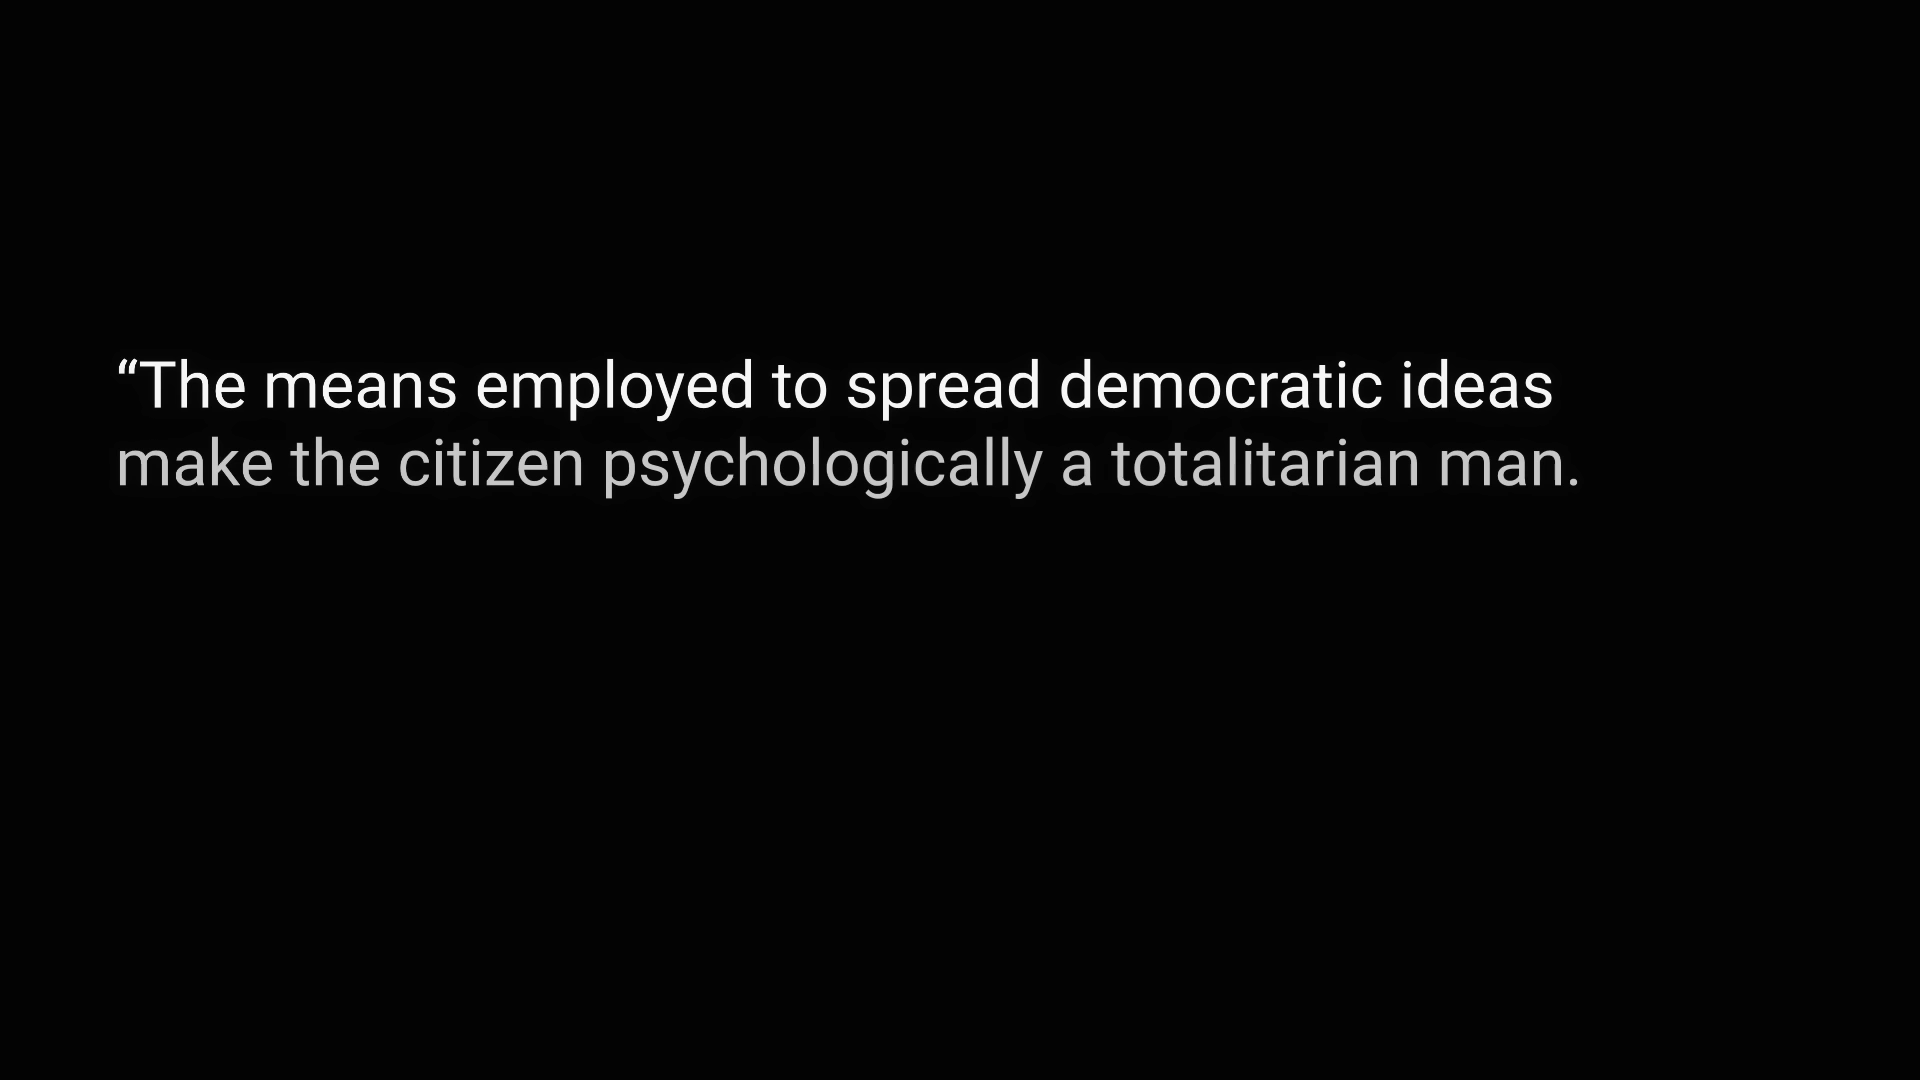 “The means employed to spread democratic ideas
make the citizen psychologically a totalitarian man.